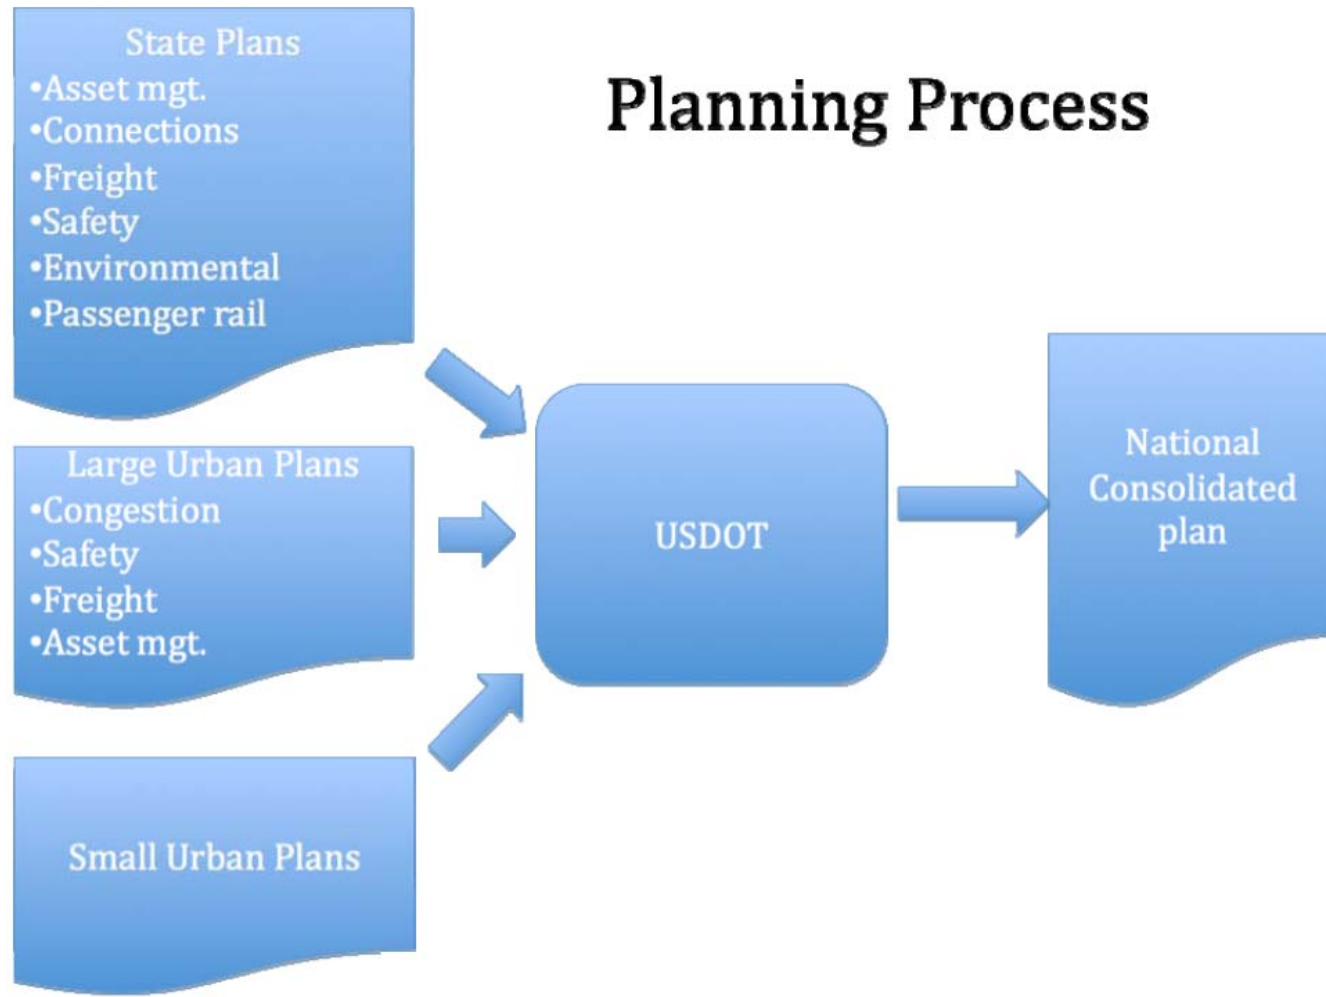 State Plans
•Asset mgt.
•Connections
•Freight
•Safety
•Environmental
•Passenger rail
Planning Process
Large Urban Plans
•Congestion
•Safety
•Freight
•Asset mgt.
Small Urban Plans
USDOT
National
Consolidated
plan